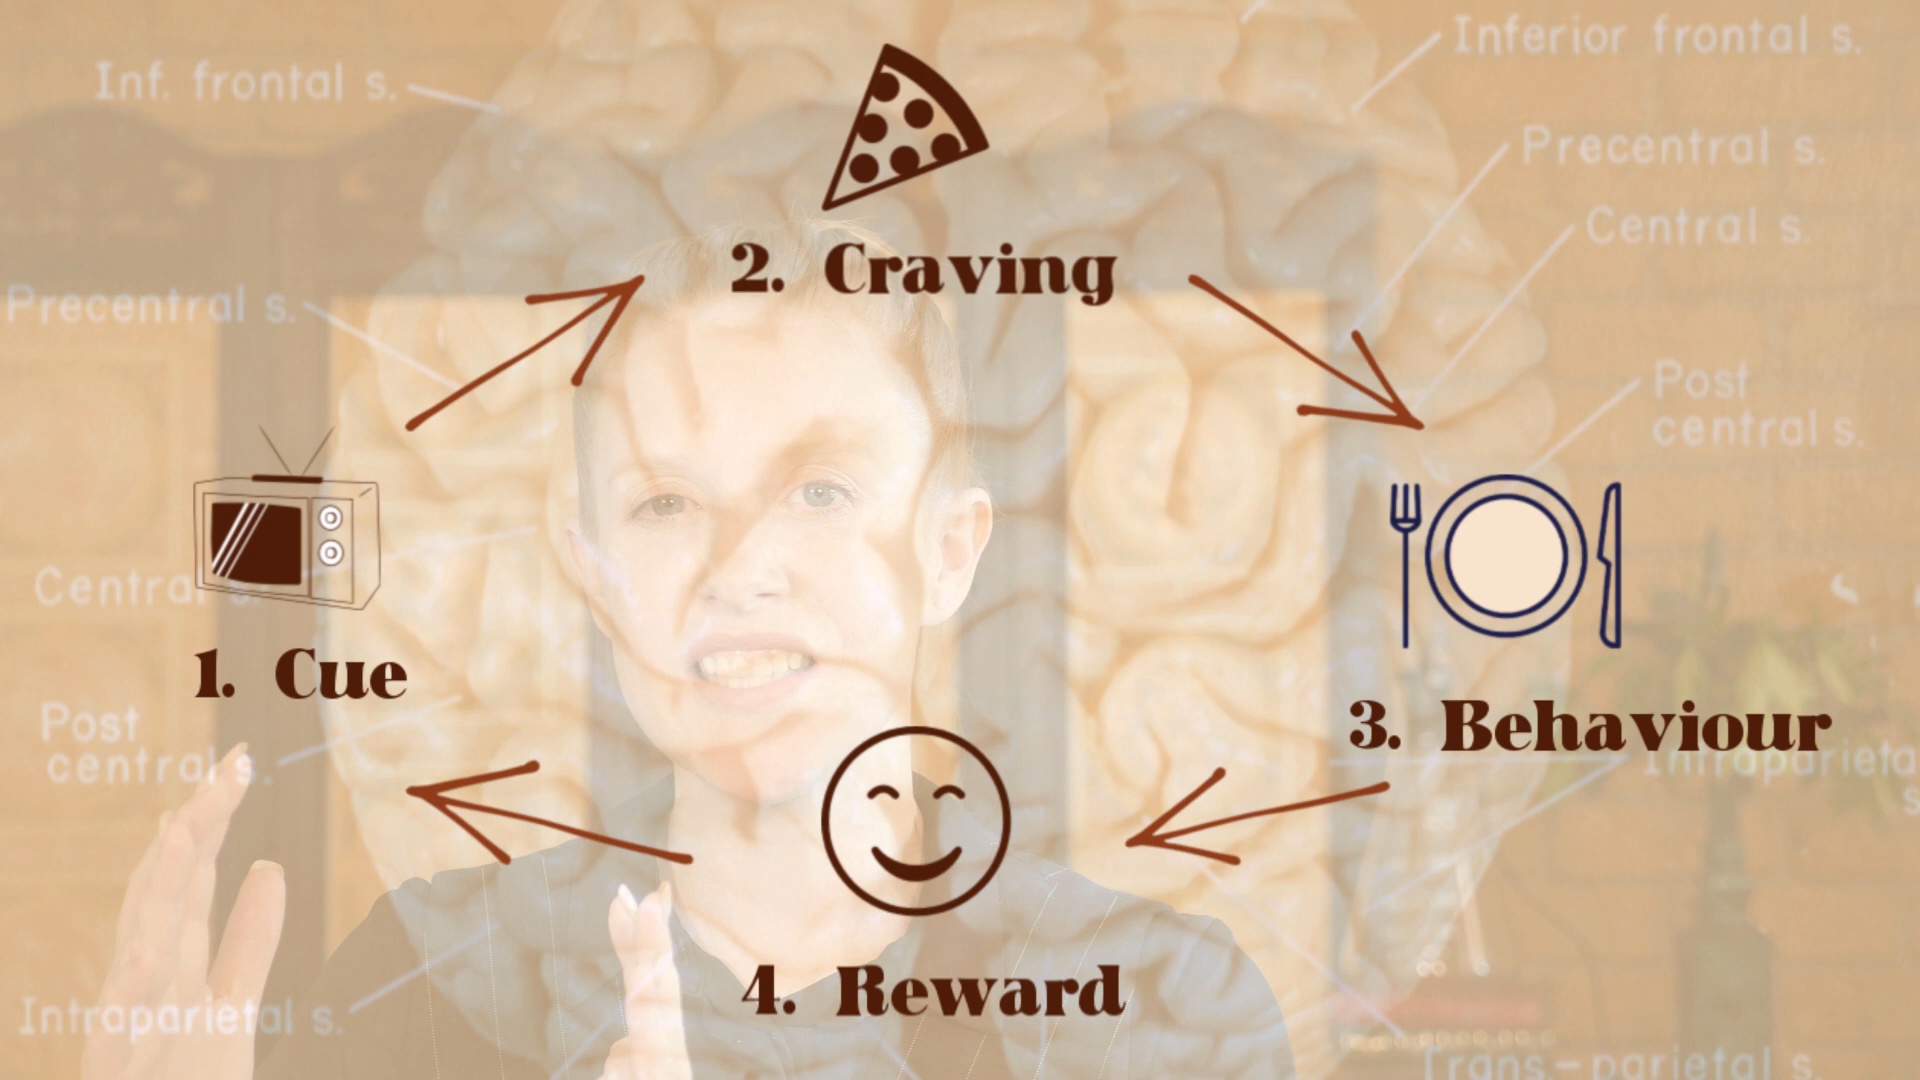 Inf. frontal s.
Inferior frontal s.
Precentral s.
Central s.
2. Craving
Precentral s.
Post
central s.
Central s.
1. Cue
Post
central s.
3. Behaviour
4. Reward
Intraparietal s.
Trans-parietal s.